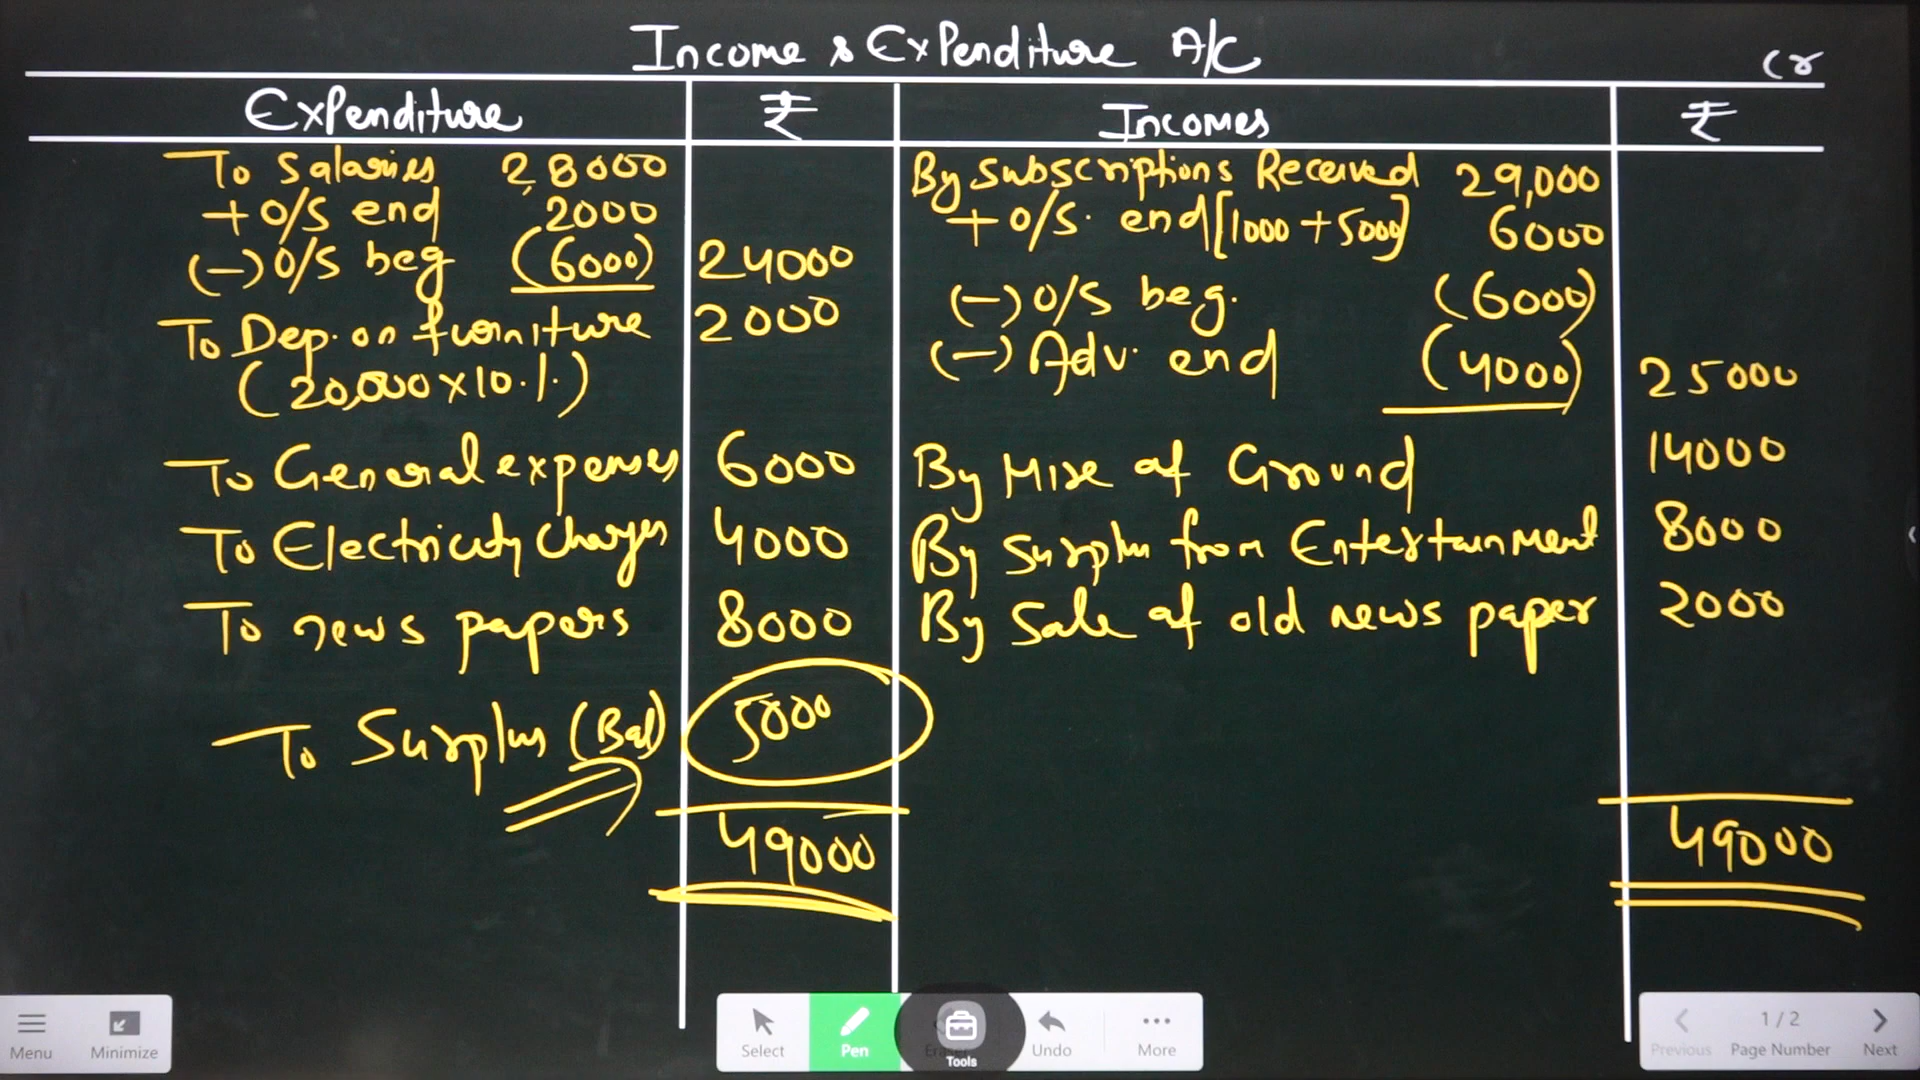 Income & Expenditure A/C
Cr
Expenditure ₹ Incomes ₹
To Salaries 28000
+ O/S end 2000
(-) O/S beg (6000) 24000
To Dep. on furniture 2000
(20,000 × 10%)
To General expenses 6000
To Electricity Charges 4000
To news papers 8000
To Surplus (Bal) 5000
49000
By Subscriptions Received 29,000
+ O/S. end [1000 + 5000] 6000
(-) O/S beg. (6000)
(-) Adv. end (4000) 25000
By Hire of Ground 14000
By Surplus from Entertainment 8000
By Sale of old news paper 2000
49000
Menu
Minimize
Select
Pen
Tools
Undo
More
Previous
1 / 2
Page Number
Next